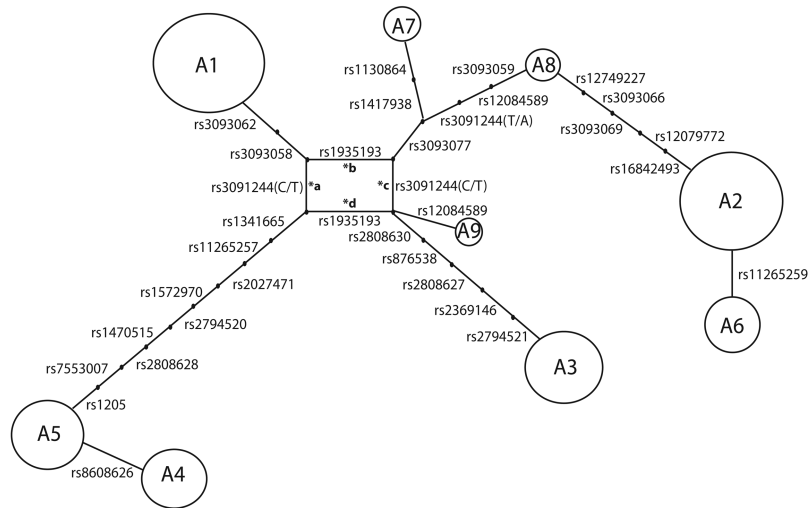 A7
A1
A8
rs1130864
rs3093059
rs12749227
rs3093066
rs1417938
rs12084589
rs3091244(T/A)
rs3093069
rs12079772
rs3093062
rs3093077
rs16842493
rs3093058
rs1935193
*b
rs3091244(C/T)
*a
*c
rs3091244(C/T)
*d
rs12084589
A2
rs1341665
rs1935193
A9
rs2808630
rs11265257
rs876538
rs11265259
rs2027471
rs2808627
rs1572970
rs2369146
rs1470515
rs2794520
A6
rs2794521
rs7553007
rs2808628
A3
rs1205
A5
rs8608626
A4